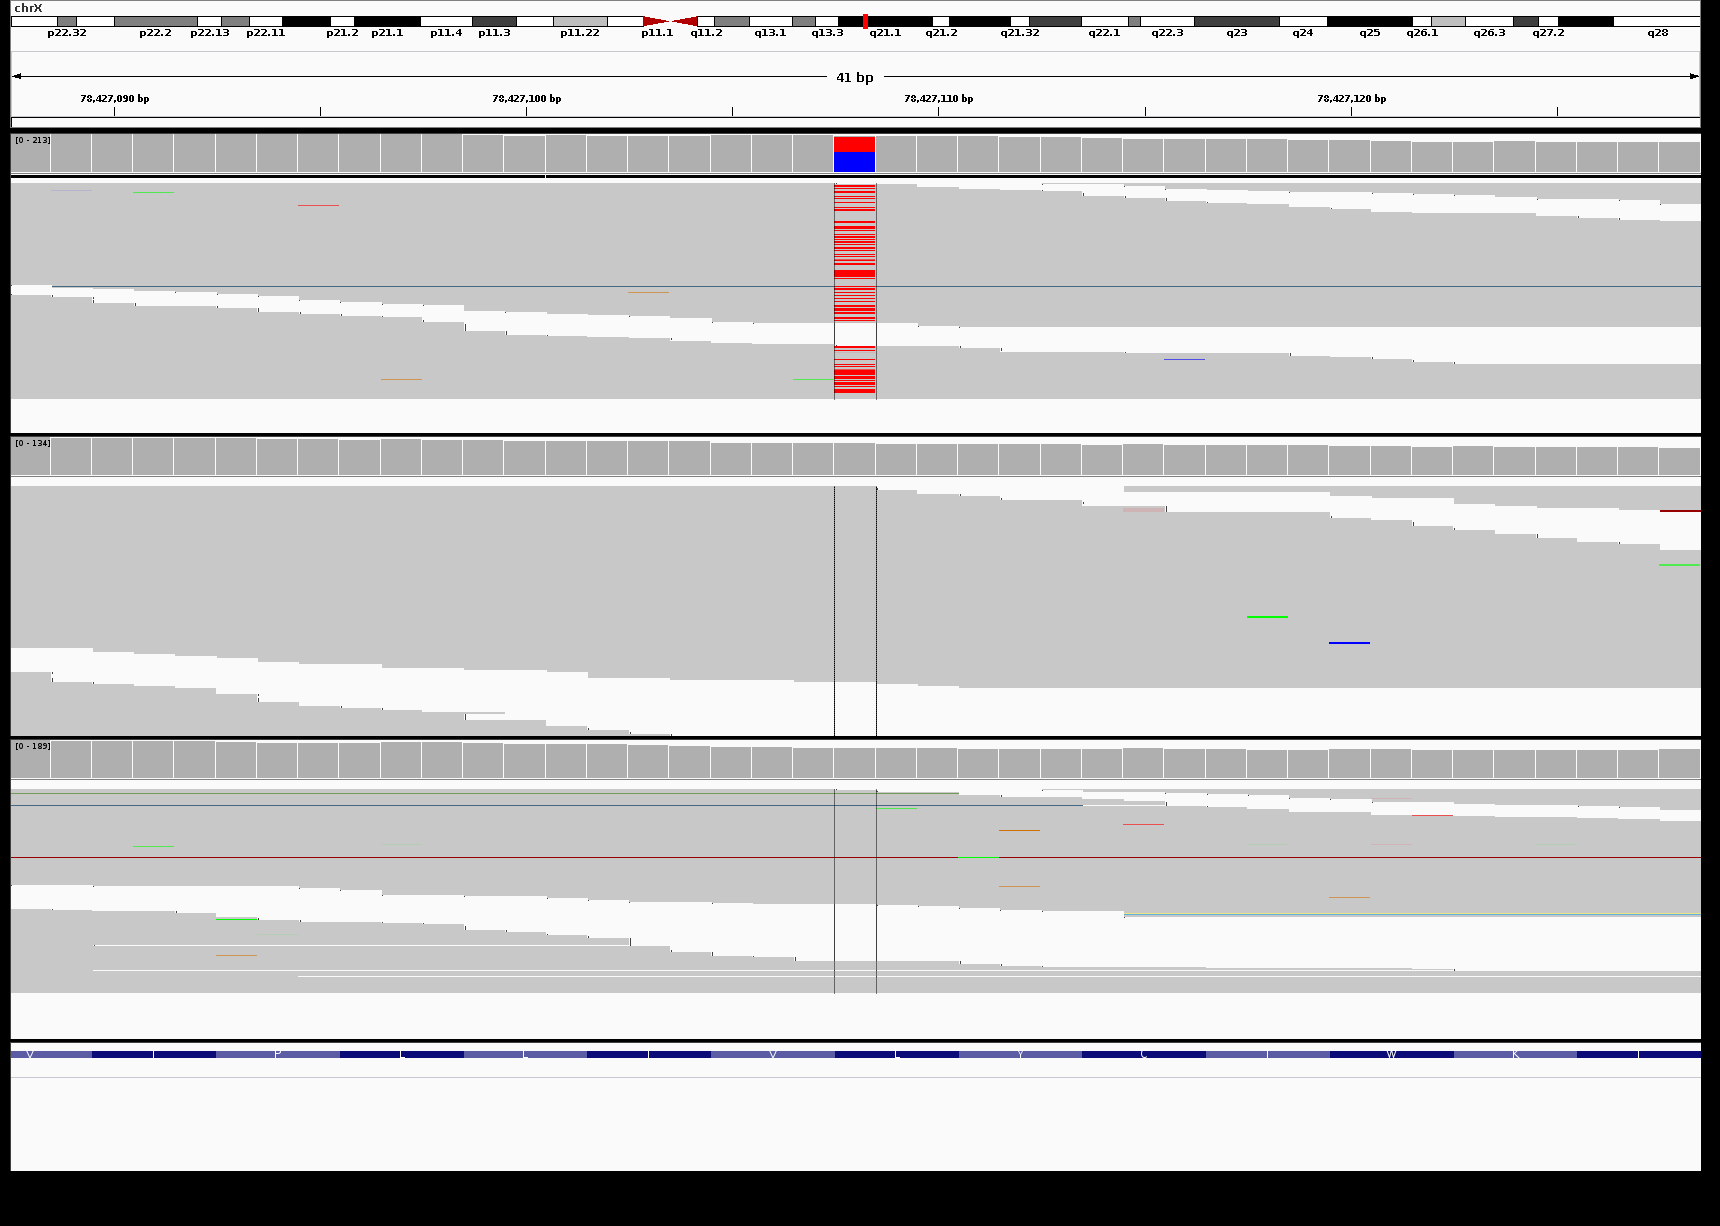 chrX
p22.32 p22.2 p22.13 p22.11 p21.2 p21.1 p11.4 p11.3 p11.22 p11.1 q11.2 q13.1 q13.3 q21.1 q21.2 q21.32 q22.1 q22.3 q23 q24 q25 q26.1 q26.3 q27.2 q28
41 bp
78,427,090 bp 78,427,100 bp 78,427,110 bp 78,427,120 bp
[0 - 213]
[0 - 134]
[0 - 189]
V I P L L I V L Y C I W K I